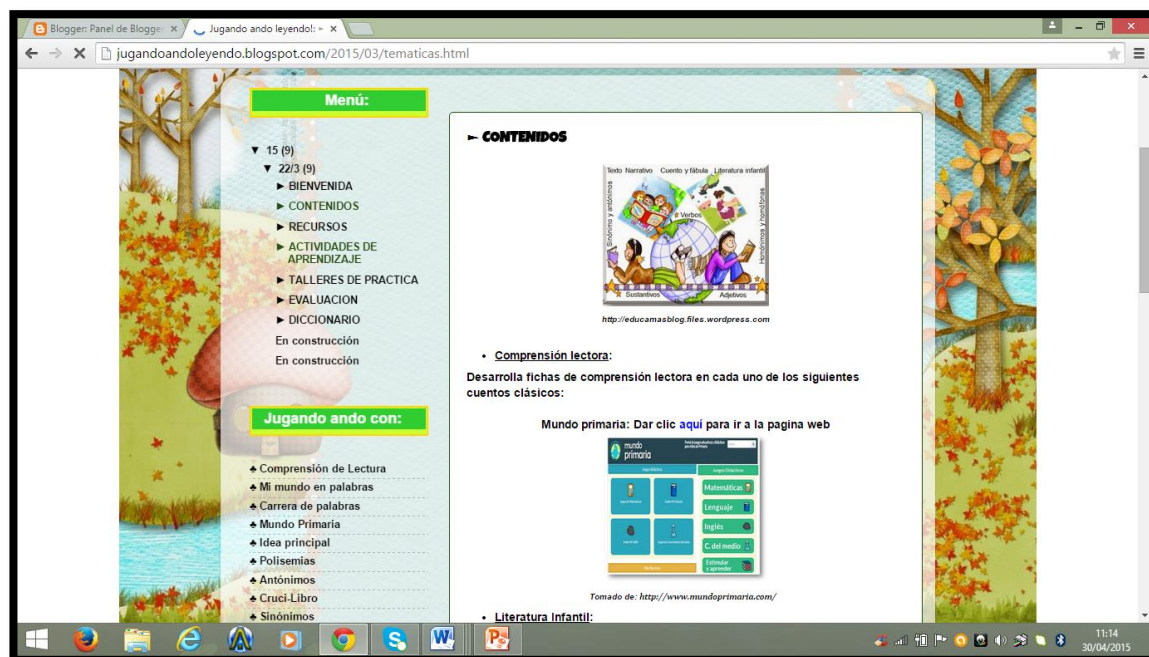 Blogger: Panel de Blogger
Jugando ando leyendo!: ►
jugandoandoleyendo.blogspot.com/2015/03/tematicas.html
Menú:
▼ 15 (9)
▼ 22/3 (9)
► BIENVENIDA
► CONTENIDOS
► RECURSOS
► ACTIVIDADES DE
APRENDIZAJE
► TALLERES DE PRACTICA
► EVALUACION
► DICCIONARIO
En construcción
En construcción
Jugando ando con:
♣ Comprensión de Lectura
♣ Mi mundo en palabras
♣ Carrera de palabras
♣ Mundo Primaria
♣ Idea principal
♣ Polisemias
♣ Antónimos
♣ Cruci-Libro
♣ Sinónimos
► CONTENIDOS
Texto Narrativo Cuento y fábula Literatura infantil
Sinónimo y antónimos
Verbos
Homónimos y homófonas
Sustantivos Adjetivos
http://educamasblog.files.wordpress.com
• Comprensión lectora:
Desarrolla fichas de comprensión lectora en cada uno de los siguientes
cuentos clásicos:
Mundo primaria: Dar clic aquí para ir a la pagina web
mundo
primaria
Matemáticas
Lenguaje
Inglés
C. del medio
Estimular
y aprender
Tomado de: http://www.mundoprimaria.com/
• Literatura Infantil:
11:14
30/04/2015